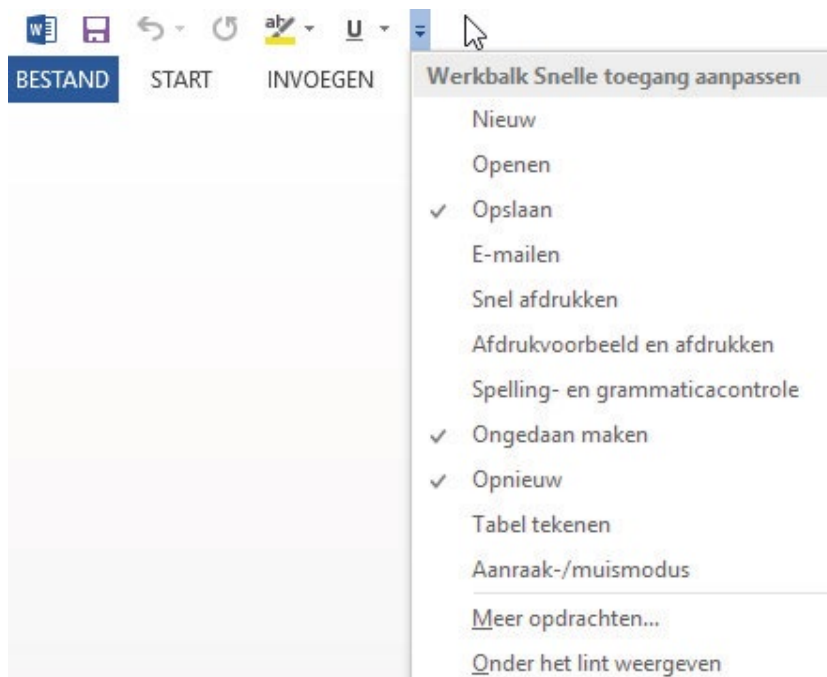 W
ab
U
BESTAND START INVOEGEN
Werkbalk Snelle toegang aanpassen
Nieuw
Openen
Opslaan
E-mailen
Snel afdrukken
Afdrukvoorbeeld en afdrukken
Spelling- en grammaticacontrole
Ongedaan maken
Opnieuw
Tabel tekenen
Aanraak-/muismodus
Meer opdrachten...
Onder het lint weergeven